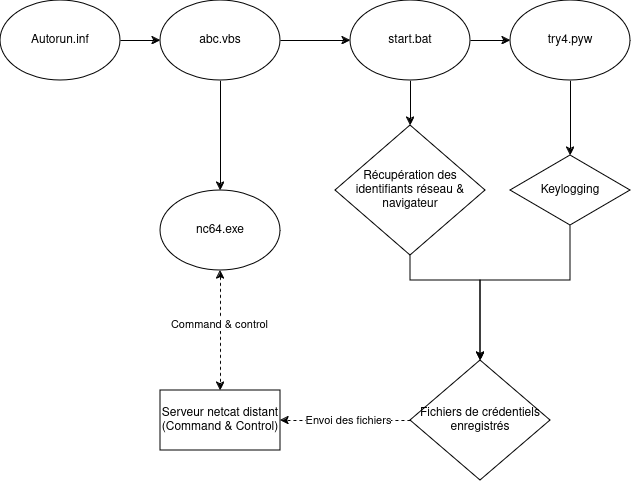 Autorun.inf
abc.vbs
start.bat
try4.pyw
Récupération des
identifiants réseau &
navigateur
Keylogging
nc64.exe
Command & control
Serveur netcat distant
(Command & Control)
Envoi des fichiers
Fichiers de crédentiels
enregistrés